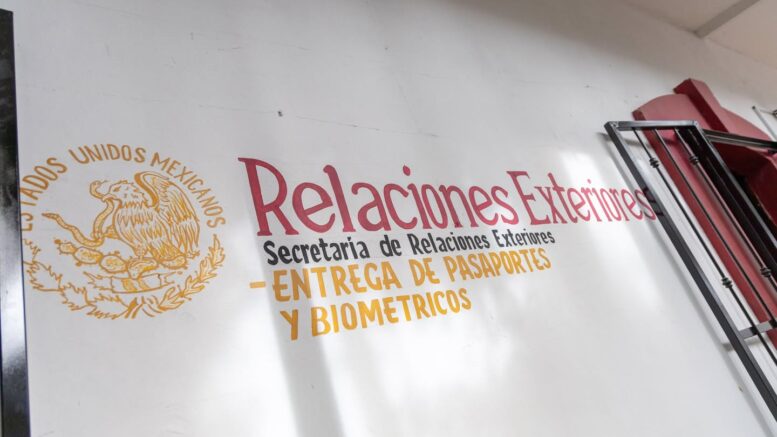 ESTADOS UNIDOS MEXICANOS
Relaciones Exteriores
Secretaria de Relaciones Exteriores
- ENTREGA DE PASAPORTES
Y BIOMETRICOS